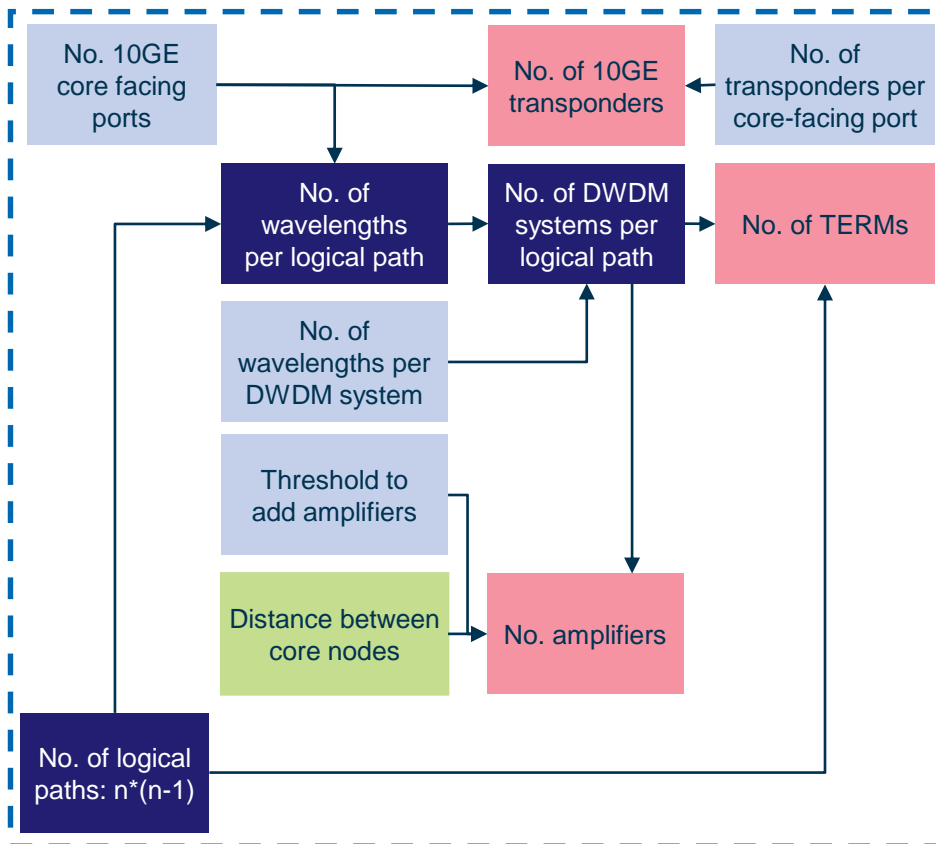 No. 10GE
core facing
ports
No. of 10GE
transponders
No. of
transponders per
core-facing port
No. of
wavelengths
per logical path
No. of DWDM
systems per
logical path
No. of TERMs
No. of
wavelengths per
DWDM system
Threshold to
add amplifiers
Distance between
core nodes
No. amplifiers
No. of logical
paths: n*(n-1)